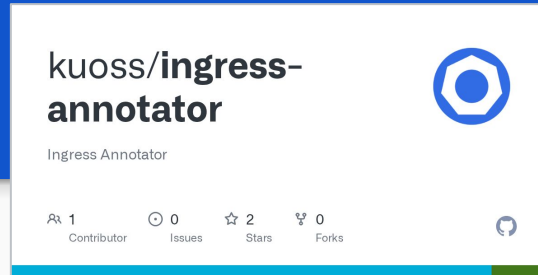 kuoss/ingress-
annotator
Ingress Annotator
1 0 2 0
Contributor Issues Stars Forks